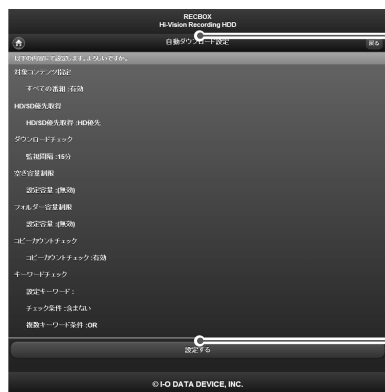 RECBOX
Hi-Vision Recording HDD
自動ダウンロード設定
戻る
以下の内容にて設定します。よろしいですか。
対象コンテンツ指定
すべての番組 :有効
HD/SD優先取得
HD/SD優先取得 :HD優先
ダウンロードチェック
監視間隔 :15分
空き容量制限
設定容量 :(無効)
フォルダー容量制限
設定容量 :(無効)
コピーカウントチェック
コピーカウントチェック :有効
キーワードチェック
設定キーワード :
チェック条件 :含まない
複数キーワード条件 :OR
設定する
© I-O DATA DEVICE, INC.